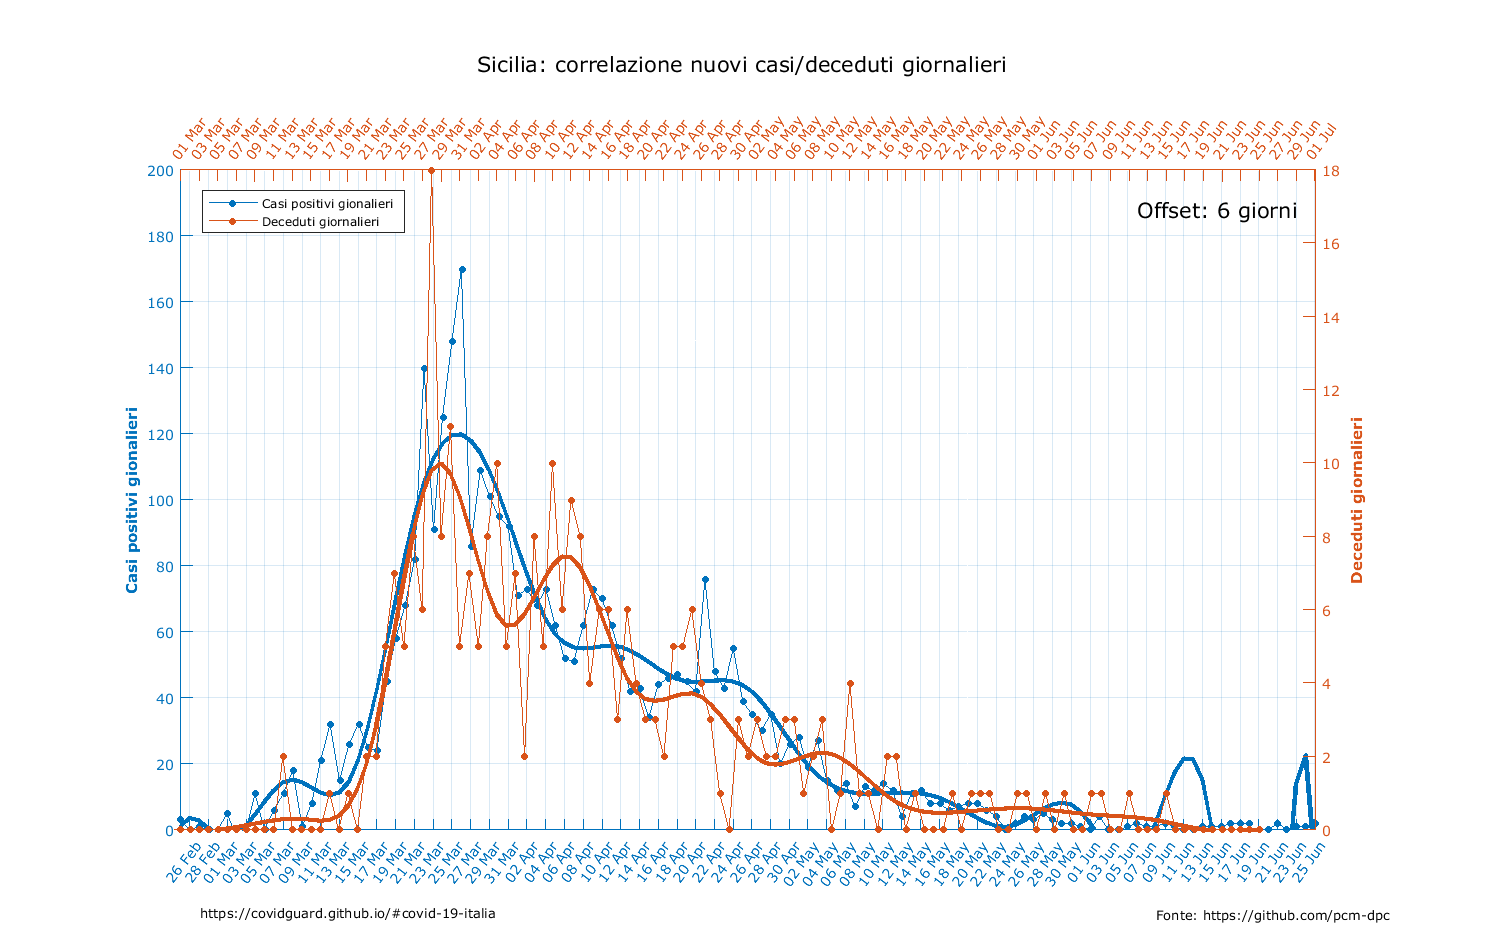 Sicilia: correlazione nuovi casi/deceduti giornalieri
01 Mar 03 Mar 05 Mar 07 Mar 09 Mar 11 Mar 13 Mar 15 Mar 17 Mar 19 Mar 21 Mar 23 Mar 25 Mar 27 Mar 29 Mar 31 Mar 02 Apr 04 Apr 06 Apr 08 Apr 10 Apr 12 Apr 14 Apr 16 Apr 18 Apr 20 Apr 22 Apr 24 Apr 26 Apr 28 Apr 30 Apr 02 May 04 May 06 May 08 May 10 May 12 May 14 May 16 May 18 May 20 May 22 May 24 May 26 May 28 May 30 May 01 Jun 03 Jun 05 Jun 07 Jun 09 Jun 11 Jun 13 Jun 15 Jun 17 Jun 19 Jun 21 Jun 23 Jun 25 Jun 27 Jun 29 Jun 01 Jul
Casi positivi gionalieri
Deceduti giornalieri
Offset: 6 giorni
200
180
160
140
120
100
80
60
40
20
0
Casi positivi gionalieri
18
16
14
12
10
8
6
4
2
0
Deceduti giornalieri
26 Feb 28 Feb 01 Mar 03 Mar 05 Mar 07 Mar 09 Mar 11 Mar 13 Mar 15 Mar 17 Mar 19 Mar 21 Mar 23 Mar 25 Mar 27 Mar 29 Mar 31 Mar 02 Apr 04 Apr 06 Apr 08 Apr 10 Apr 12 Apr 14 Apr 16 Apr 18 Apr 20 Apr 22 Apr 24 Apr 26 Apr 28 Apr 30 Apr 02 May 04 May 06 May 08 May 10 May 12 May 14 May 16 May 18 May 20 May 22 May 24 May 26 May 28 May 30 May 01 Jun 03 Jun 05 Jun 07 Jun 09 Jun 11 Jun 13 Jun 15 Jun 17 Jun 19 Jun 21 Jun 23 Jun 25 Jun
https://covidguard.github.io/#covid-19-italia
Fonte: https://github.com/pcm-dpc